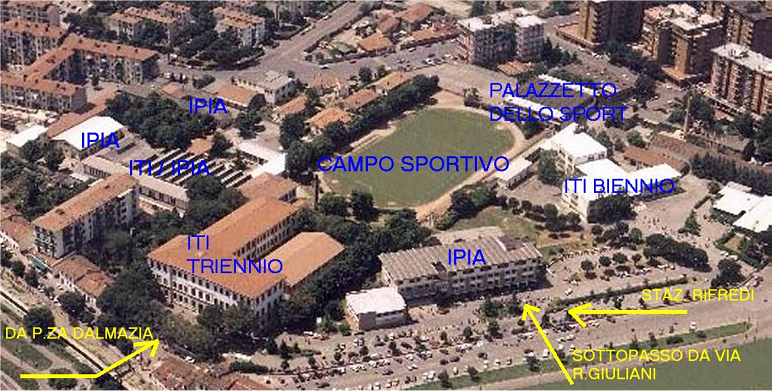 PALAZZETTO
DELLO SPORT
IPIA
IPIA
ITI / IPIA
CAMPO SPORTIVO
ITI BIENNIO
ITI
TRIENNIO
IPIA
STAZ. RIFREDI
DA P.ZA DALMAZIA
SOTTOPASSO DA VIA
R.GIULIANI